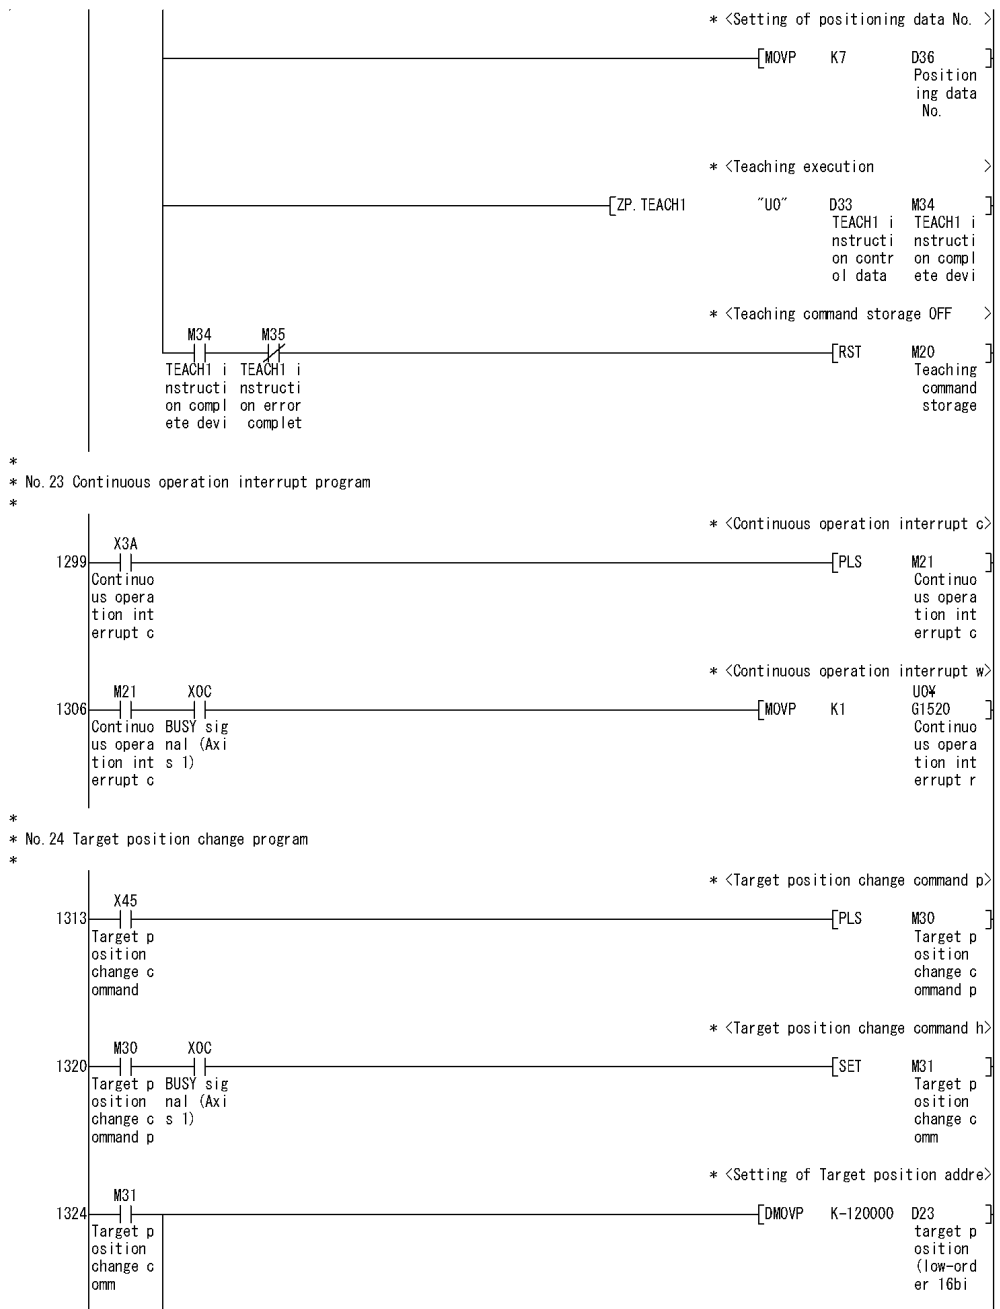 * <Setting of positioning data No. >
[MOVP K7 D36 ]
Position
ing data
No.
* <Teaching execution >
[ZP.TEACH1 "U0" D33 M34 ]
TEACH1 i TEACH1 i
nstructi nstructi
on contr on compl
ol data ete devi
* <Teaching command storage OFF >
M34 M35
[RST M20 ]
TEACH1 i TEACH1 i Teaching
nstructi nstructi command
on compl on error storage
ete devi complet
*
* No.23 Continuous operation interrupt program
*
* <Continuous operation interrupt c>
X3A
1299 [PLS M21 ]
Continuo Continuo
us opera us opera
tion int tion int
errupt c errupt c
* <Continuous operation interrupt w>
M21 X0C U0¥
1306 [MOVP K1 G1520 ]
Continuo BUSY sig Continuo
us opera nal (Axi us opera
tion int s 1) tion int
errupt c errupt r
*
* No.24 Target position change program
*
* <Target position change command p>
X45
1313 [PLS M30 ]
Target p Target p
osition osition
change c change c
ommand ommand p
* <Target position change command h>
M30 X0C
1320 [SET M31 ]
Target p BUSY sig Target p
osition nal (Axi osition
change c s 1) change c
ommand p omm
* <Setting of Target position addre>
M31
1324 [DMOVP K-120000 D23 ]
Target p target p
osition osition
change c (low-ord
omm er 16bi